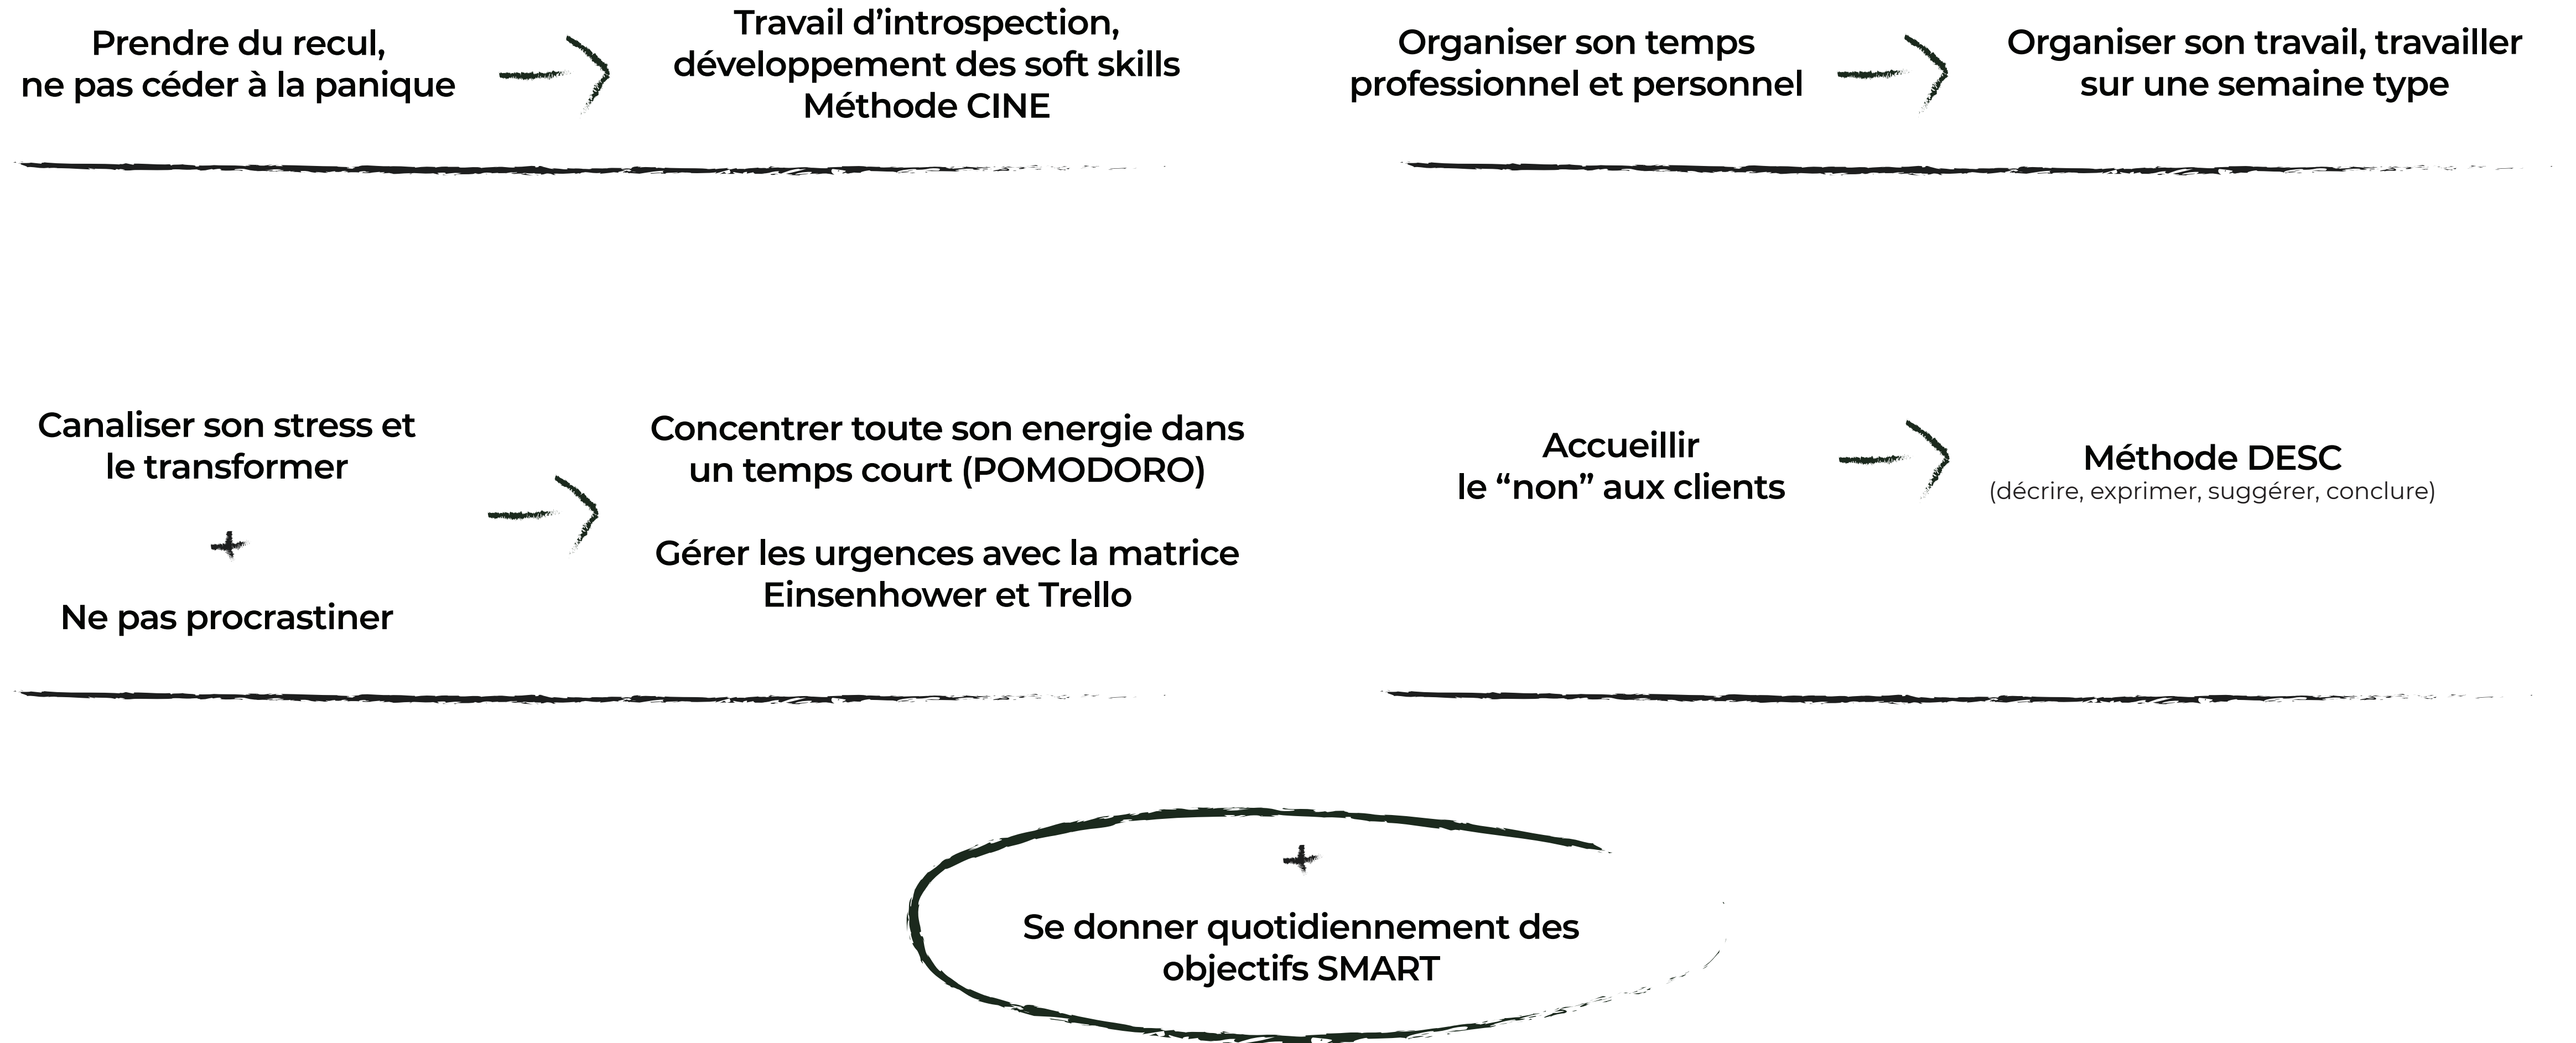 Prendre du recul,
ne pas céder à la panique
Travail d’introspection,
développement des soft skills
Méthode CINE
Organiser son temps
professionnel et personnel
Organiser son travail, travailler
sur une semaine type
Canaliser son stress et
le transformer
+
Ne pas procrastiner
Concentrer toute son energie dans
un temps court (POMODORO)
Gérer les urgences avec la matrice
Einsenhower et Trello
Accueillir
le “non” aux clients
Méthode DESC
(décrire, exprimer, suggérer, conclure)
+
Se donner quotidiennement des
objectifs SMART